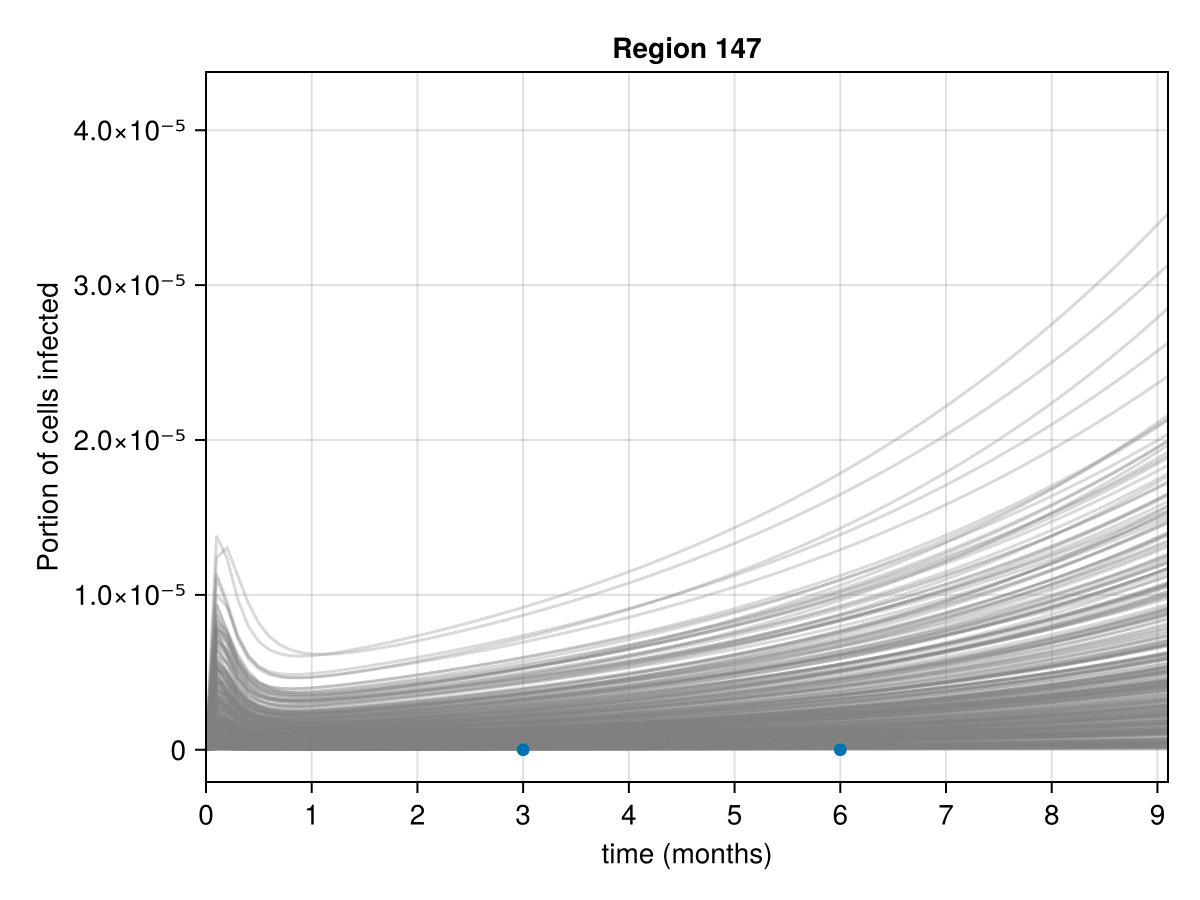 Region 147
Portion of cells infected
4.0×10⁻⁵
3.0×10⁻⁵
2.0×10⁻⁵
1.0×10⁻⁵
0
0 1 2 3 4 5 6 7 8 9
time (months)